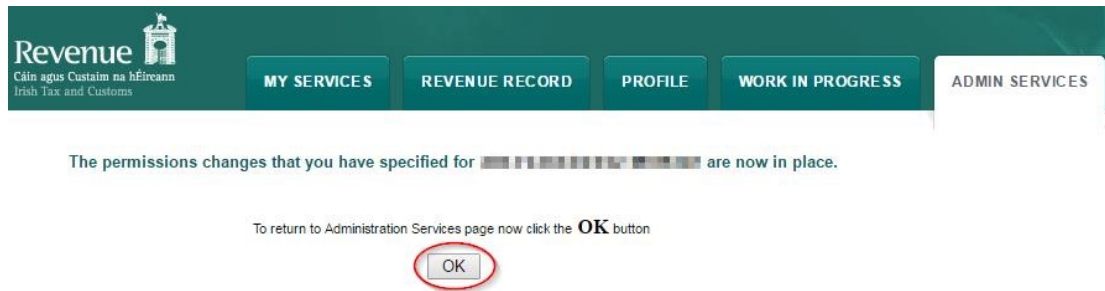 Revenue
Cáin agus Custaim na hÉireann
Irish Tax and Customs
MY SERVICES
REVENUE RECORD
PROFILE
WORK IN PROGRESS
ADMIN SERVICES
The permissions changes that you have specified for are now in place.
To return to Administration Services page now click the OK button
OK